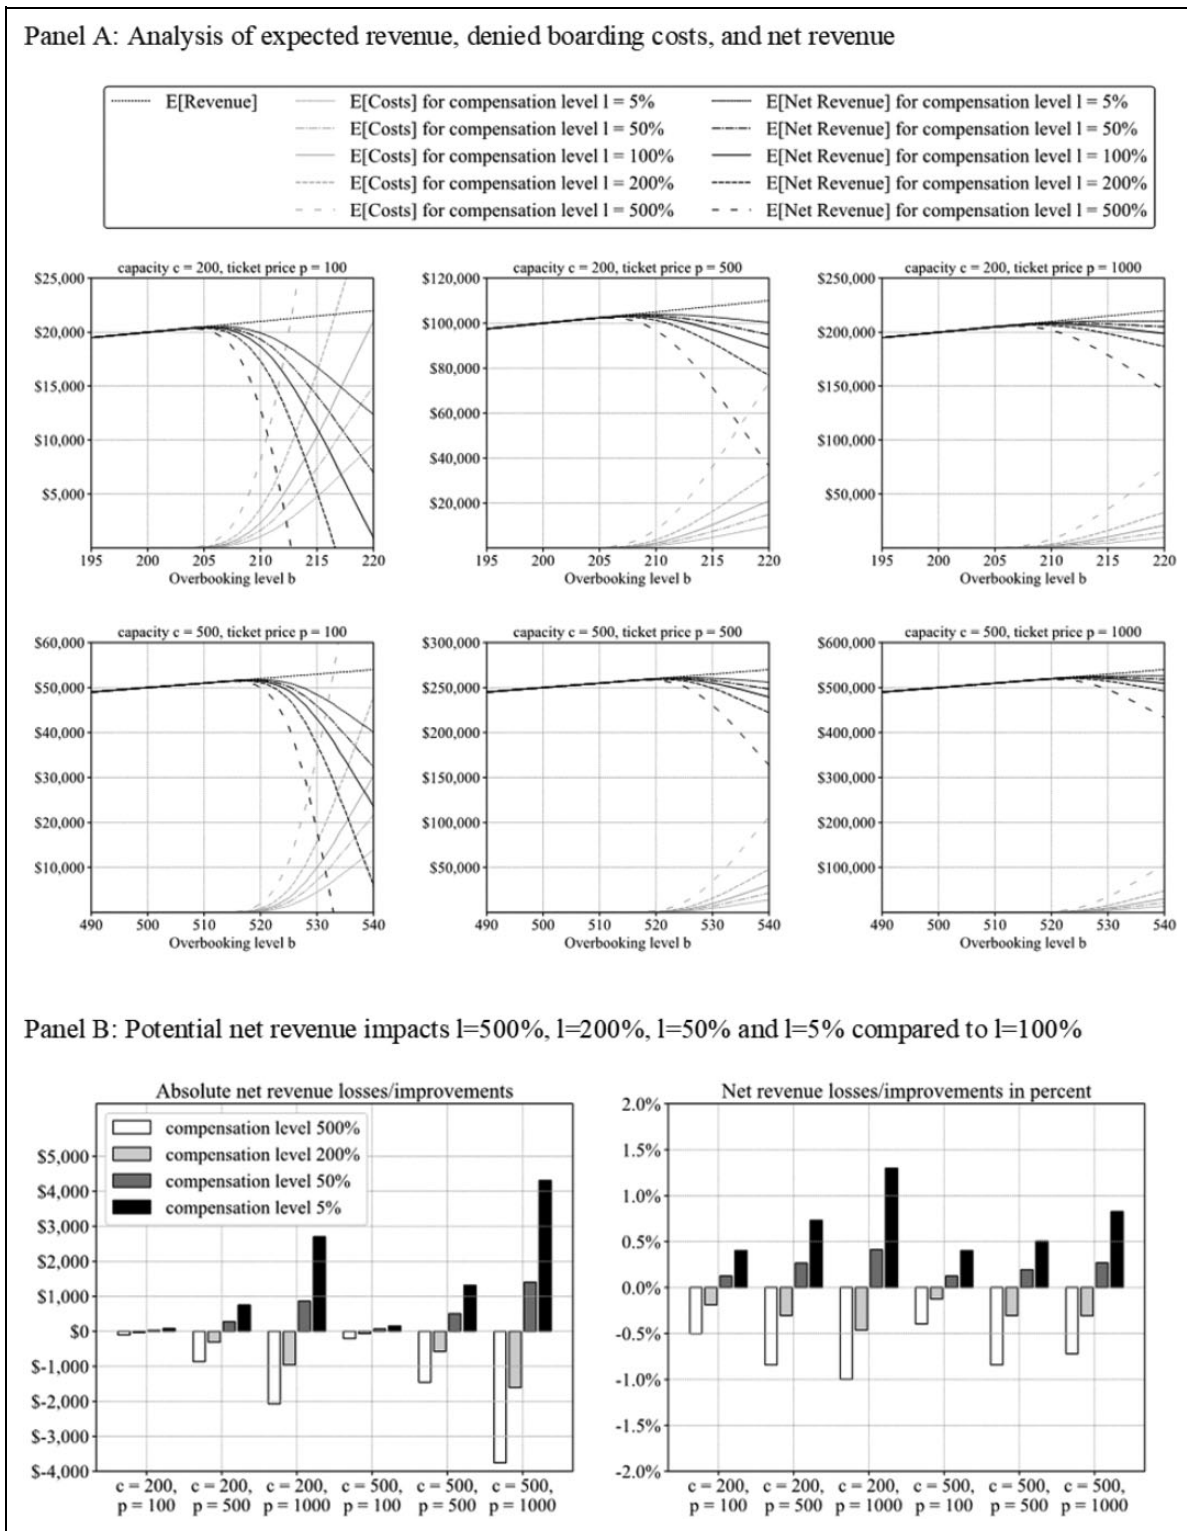 Panel A: Analysis of expected revenue, denied boarding costs, and net revenue
E[Revenue]
E[Costs] for compensation level l = 5%
E[Costs] for compensation level l = 50%
E[Costs] for compensation level l = 100%
E[Costs] for compensation level l = 200%
E[Costs] for compensation level l = 500%
E[Net Revenue] for compensation level l = 5%
E[Net Revenue] for compensation level l = 50%
E[Net Revenue] for compensation level l = 100%
E[Net Revenue] for compensation level l = 200%
E[Net Revenue] for compensation level l = 500%
capacity c = 200, ticket price p = 100
$25,000
$20,000
$15,000
$10,000
$5,000
195 200 205 210 215 220
Overbooking level b
capacity c = 200, ticket price p = 500
$120,000
$100,000
$80,000
$60,000
$40,000
$20,000
195 200 205 210 215 220
Overbooking level b
capacity c = 200, ticket price p = 1000
$250,000
$200,000
$150,000
$100,000
$50,000
195 200 205 210 215 220
Overbooking level b
capacity c = 500, ticket price p = 100
$60,000
$50,000
$40,000
$30,000
$20,000
$10,000
490 500 510 520 530 540
Overbooking level b
capacity c = 500, ticket price p = 500
$300,000
$250,000
$200,000
$150,000
$100,000
$50,000
490 500 510 520 530 540
Overbooking level b
capacity c = 500, ticket price p = 1000
$600,000
$500,000
$400,000
$300,000
$200,000
$100,000
490 500 510 520 530 540
Overbooking level b
Panel B: Potential net revenue impacts l=500%, l=200%, l=50% and l=5% compared to l=100%
Absolute net revenue losses/improvements
compensation level 500%
compensation level 200%
compensation level 50%
compensation level 5%
$5,000
$4,000
$3,000
$2,000
$1,000
$0
$-1,000
$-2,000
$-3,000
$-4,000
c = 200, c = 200, c = 200, c = 500, c = 500, c = 500,
p = 100 p = 500 p = 1000 p = 100 p = 500 p = 1000
Net revenue losses/improvements in percent
2.0%
1.5%
1.0%
0.5%
0.0%
-0.5%
-1.0%
-1.5%
-2.0%
c = 200, c = 200, c = 200, c = 500, c = 500, c = 500,
p = 100 p = 500 p = 1000 p = 100 p = 500 p = 1000